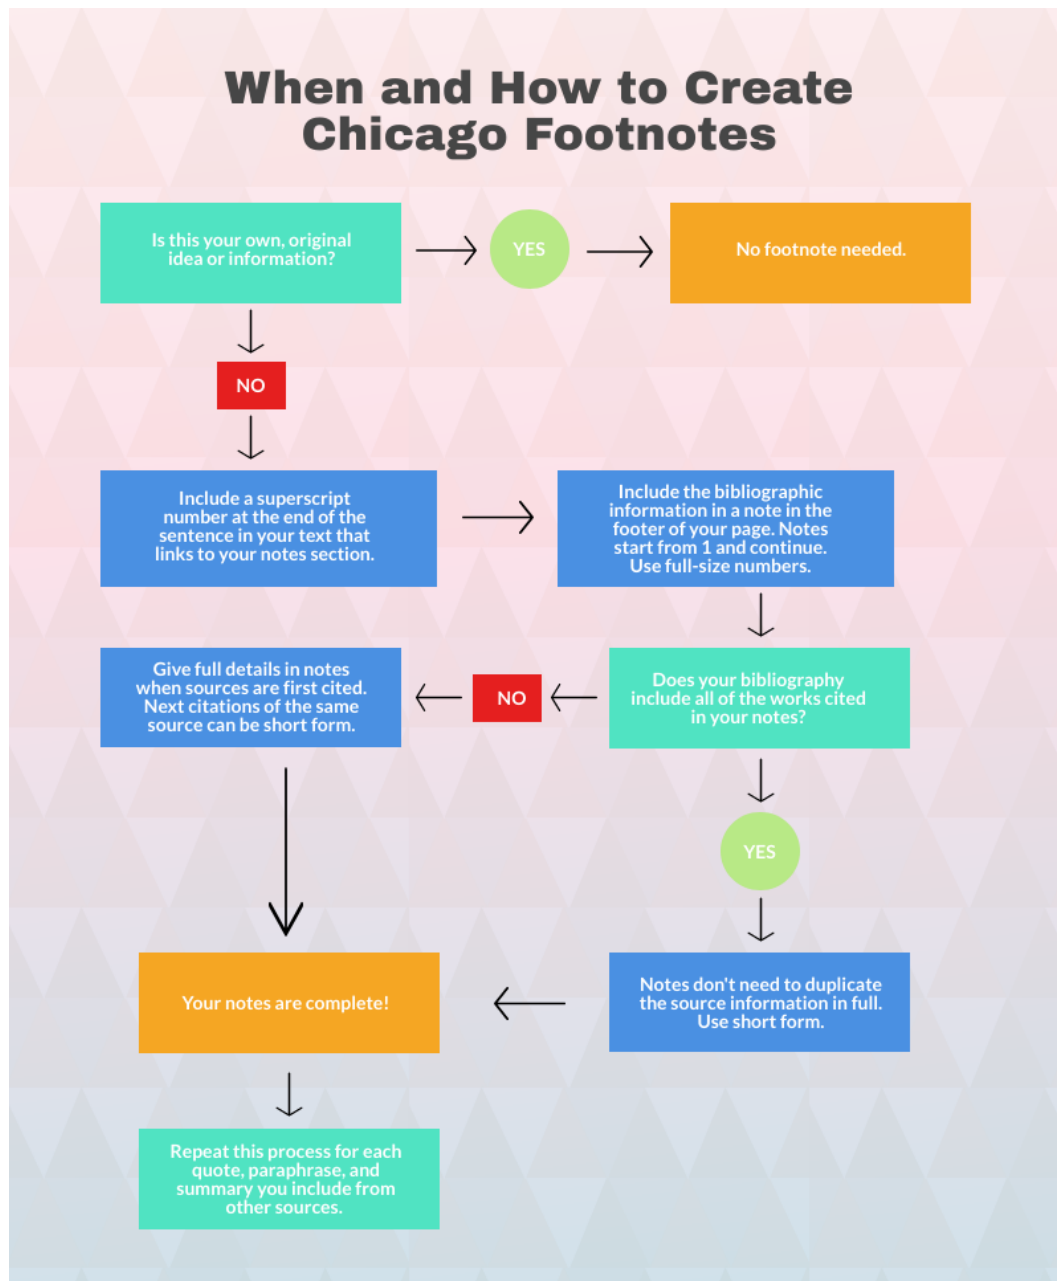 When and How to Create
Chicago Footnotes
Is this your own, original
idea or information?
YES
No footnote needed.
NO
Include a superscript
number at the end of the
sentence in your text that
links to your notes section.
Include the bibliographic
information in a note in the
footer of your page. Notes
start from 1 and continue.
Use full-size numbers.
Does your bibliography
include all of the works cited
in your notes?
NO
Give full details in notes
when sources are first cited.
Next citations of the same
source can be short form.
YES
Notes don't need to duplicate
the source information in full.
Use short form.
Your notes are complete!
Repeat this process for each
quote, paraphrase, and
summary you include from
other sources.